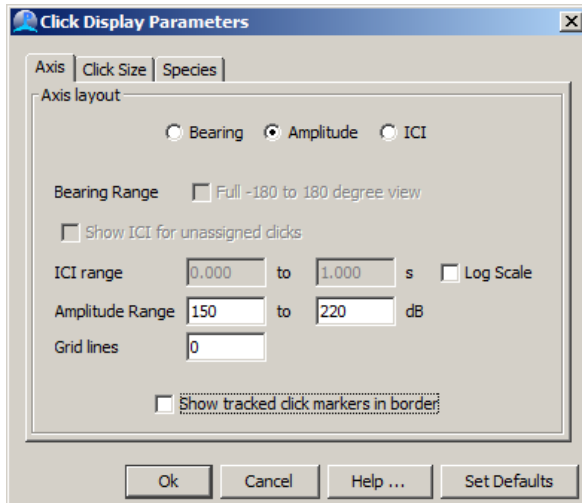 Click Display Parameters
Axis Click Size Species
Axis layout
Bearing Amplitude ICI
Bearing Range Full -180 to 180 degree view
Show ICI for unassigned clicks
ICI range 0.000 to 1.000 s Log Scale
Amplitude Range 150 to 220 dB
Grid lines 0
Show tracked click markers in border
Ok Cancel Help ... Set Defaults